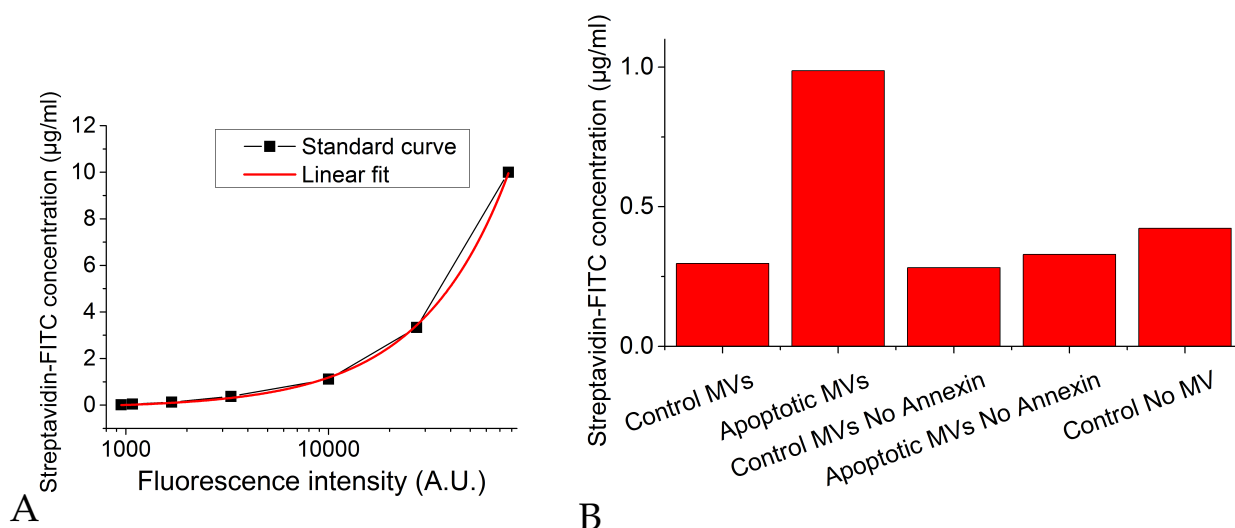 Streptavidin-FITC concentration (µg/ml)
12
10
8
6
4
2
0
Standard curve
Linear fit
1000
10000
Fluorescence intensity (A.U.)
A
Streptavidin-FITC concentration (µg/ml)
1.0
0.5
0.0
Control MVs
Apoptotic MVs
Control MVs No Annexin
Apoptotic MVs No Annexin
Control No MV
B